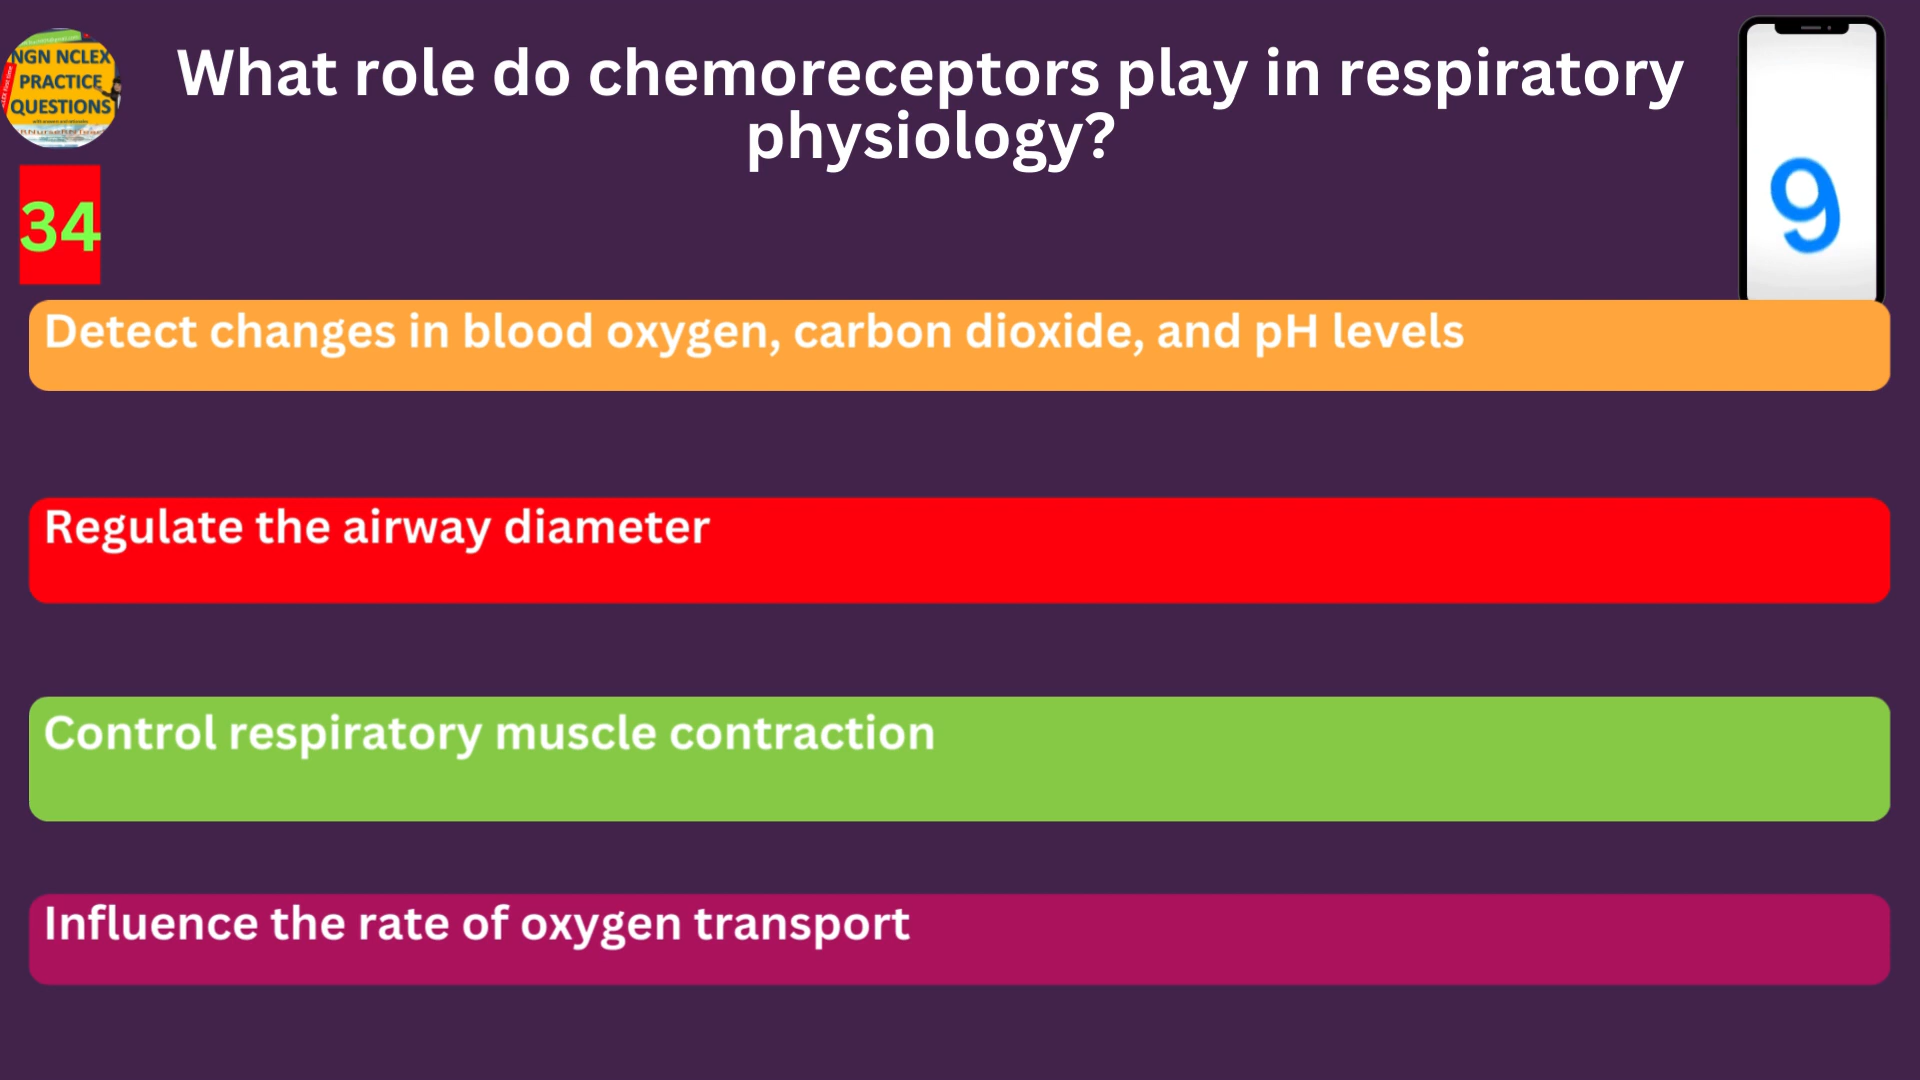 NGN NCLEX
PRACTICE
QUESTIONS
What role do chemoreceptors play in respiratory
physiology?
9
34
Detect changes in blood oxygen, carbon dioxide, and pH levels
Regulate the airway diameter
Control respiratory muscle contraction
Influence the rate of oxygen transport